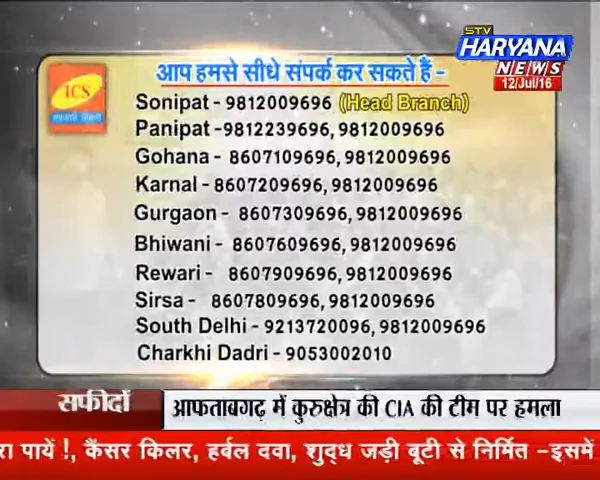 STV
HARYANA
NEWS
12/Jul/16
आप हमसे सीधे संपर्क कर सकते हैं -
ICS
Sonipat - 9812009696 (Head Branch)
Panipat -9812239696, 9812009696
Gohana - 8607109696, 9812009696
Karnal - 8607209696, 9812009696
Gurgaon - 8607309696, 9812009696
Bhiwani - 8607609696, 9812009696
Rewari - 8607909696, 9812009696
Sirsa - 8607809696, 9812009696
South Delhi - 9213720096, 9812009696
Charkhi Dadri - 9053002010
सफीदों
आफताबगढ़ में कुरुक्षेत्र की CIA की टीम पर हमला
रा पायें !, कैंसर किलर, हर्वल दवा, शुद्ध जड़ी बूटी से निर्मित -इसमें